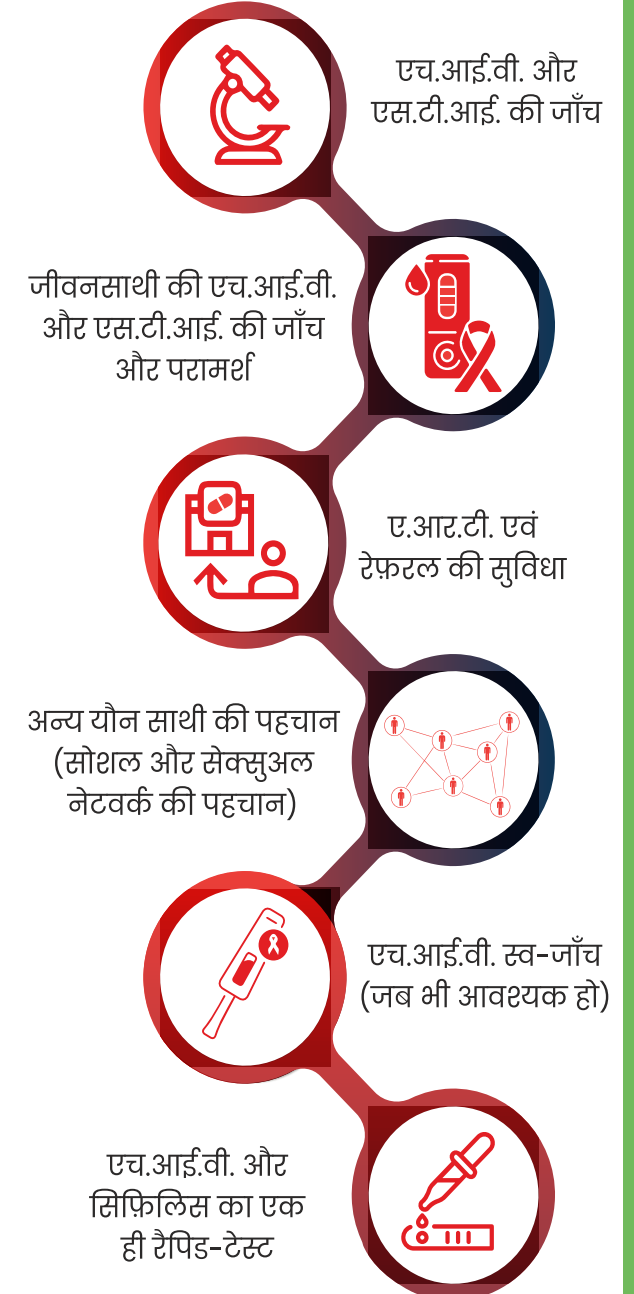 एच.आई.वी. और
एस.टी.आई. की जाँच
जीवनसाथी की एच.आई.वी.
और एस.टी.आई. की जाँच
और परामर्श
ए.आर.टी. एवं
रेफ़रल की सुविधा
अन्य यौन साथी की पहचान
(सोशल और सेक्सुअल
नेटवर्क की पहचान)
एच.आई.वी. स्व-जाँच
(जब भी आवश्यक हो)
एच.आई.वी. और
सिफ़िलिस का एक
ही रैपिड-टेस्ट